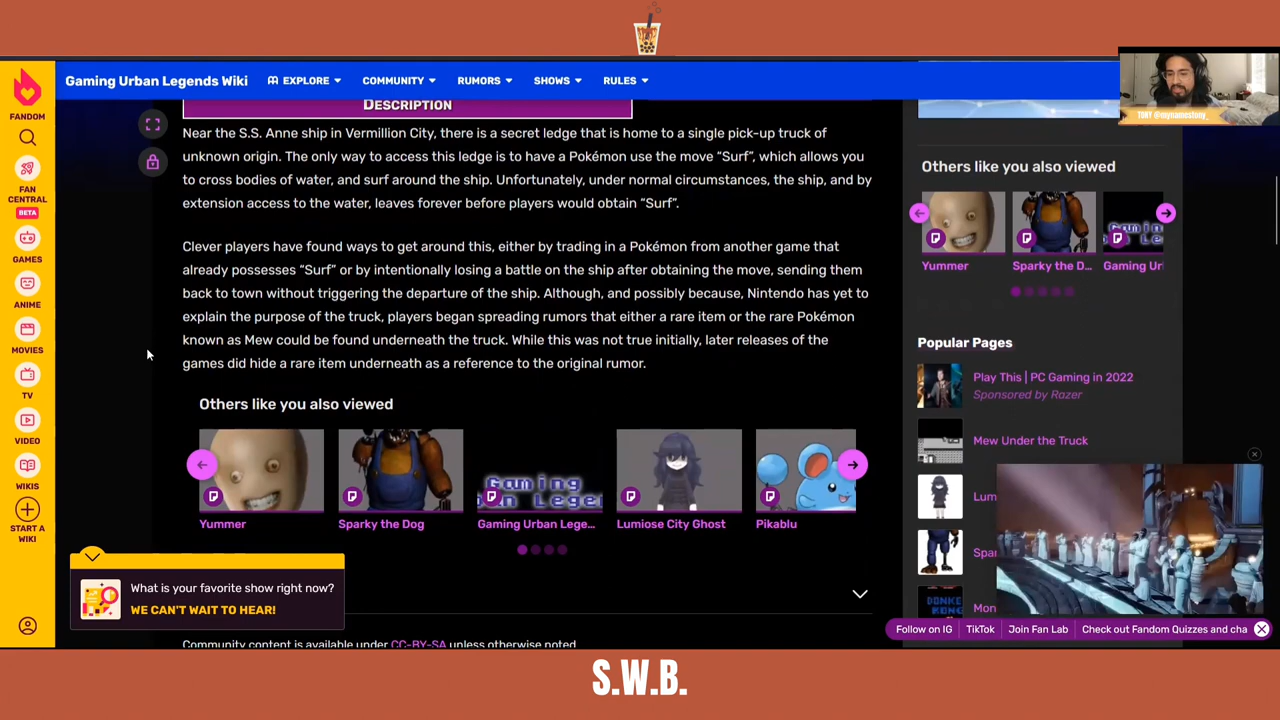 Gaming Urban Legends Wiki
EXPLORE
COMMUNITY
RUMORS
SHOWS
RULES
TONY @mynamestony_
FANDOM
FAN
CENTRAL
BETA
GAMES
ANIME
MOVIES
TV
VIDEO
WIKIS
START A
WIKI
DESCRIPTION
Near the S.S. Anne ship in Vermillion City, there is a secret ledge that is home to a single pick-up truck of
unknown origin. The only way to access this ledge is to have a Pokémon use the move “Surf”, which allows you
to cross bodies of water, and surf around the ship. Unfortunately, under normal circumstances, the ship, and by
extension access to the water, leaves forever before players would obtain “Surf”.
Clever players have found ways to get around this, either by trading in a Pokémon from another game that
already possesses “Surf” or by intentionally losing a battle on the ship after obtaining the move, sending them
back to town without triggering the departure of the ship. Although, and possibly because, Nintendo has yet to
explain the purpose of the truck, players began spreading rumors that either a rare item or the rare Pokémon
known as Mew could be found underneath the truck. While this was not true initially, later releases of the
games did hide a rare item underneath as a reference to the original rumor.
Others like you also viewed
Yummer
Sparky the Dog
Gaming Urban Lege...
Lumiose City Ghost
Pikablu
What is your favorite show right now?
WE CAN'T WAIT TO HEAR!
Community content is available under CC-BY-SA unless otherwise noted
Others like you also viewed
Yummer
Sparky the D...
Gaming Ur
Popular Pages
Play This | PC Gaming in 2022
Sponsored by Razer
Mew Under the Truck
Lum
Spar
Mon
Follow on IG
TikTok
Join Fan Lab
Check out Fandom Quizzes and cha
S.W.B.